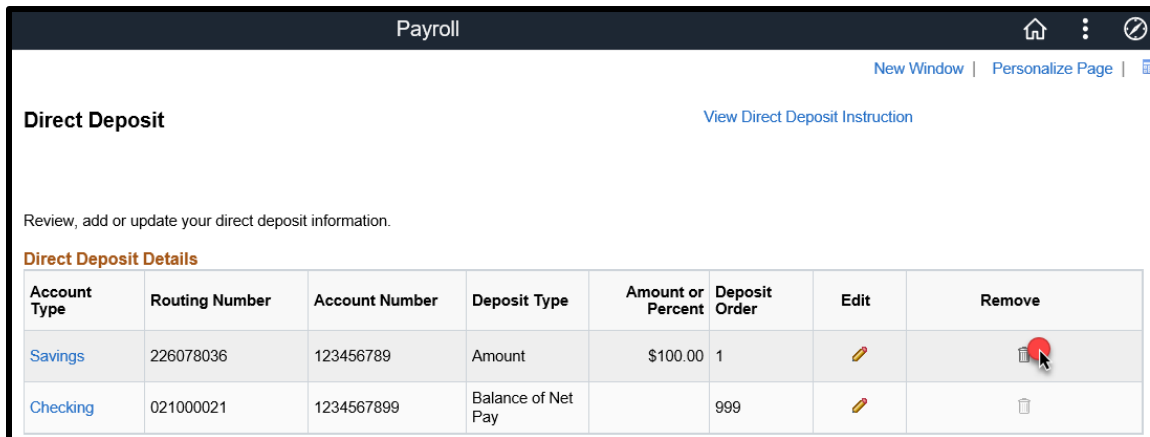 Payroll
New Window | Personalize Page |
Direct Deposit
View Direct Deposit Instruction
Review, add or update your direct deposit information.
Direct Deposit Details
Account Type Routing Number Account Number Deposit Type Amount or Percent Deposit Order Edit Remove
Savings 226078036 123456789 Amount $100.00 1
Checking 021000021 1234567899 Balance of Net Pay 999